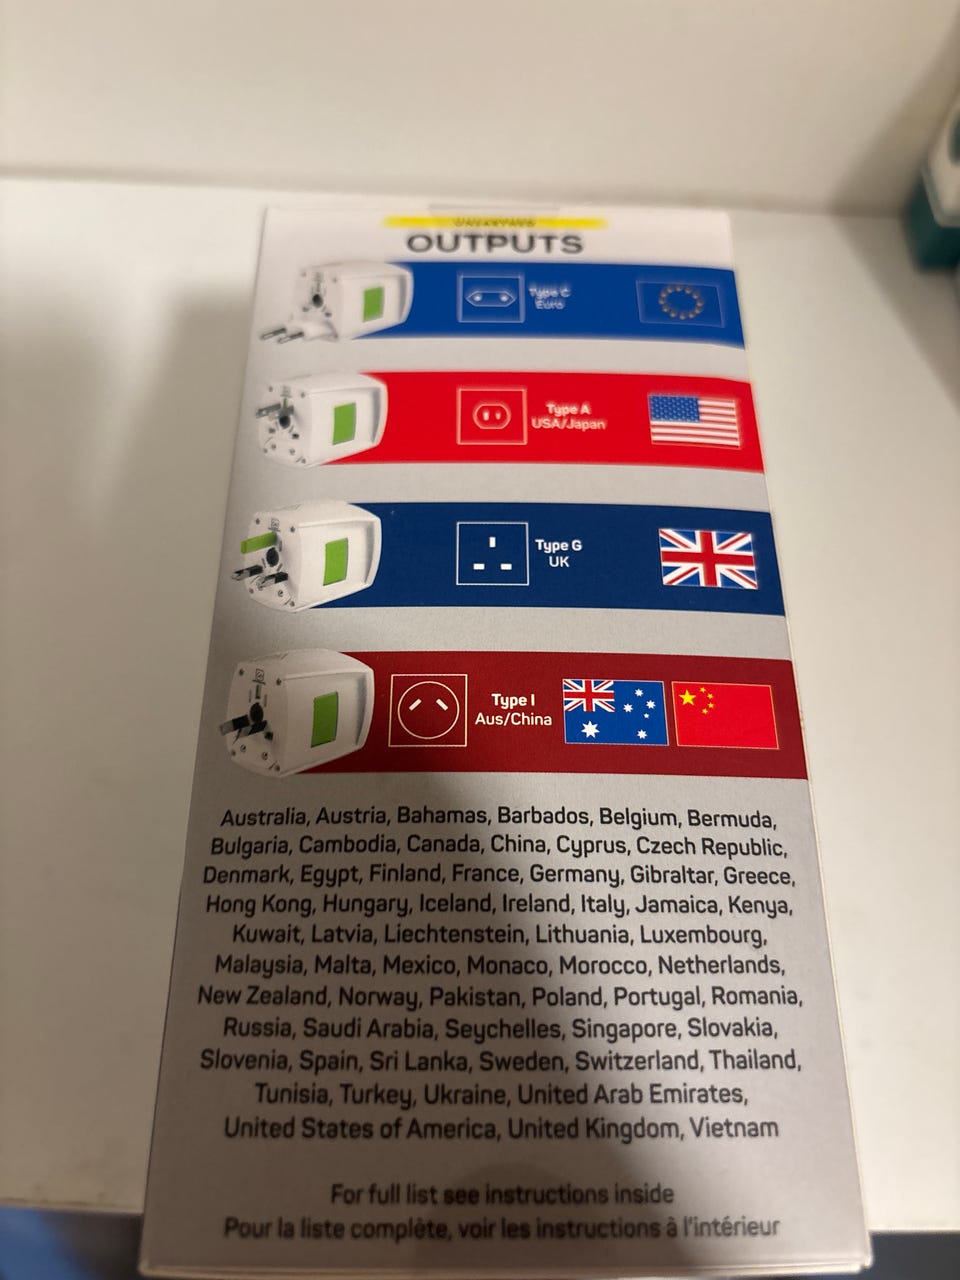 OUTPUTS
Type C
Euro
Type A
USA/Japan
Type G
UK
Type I
Aus/China
Australia, Austria, Bahamas, Barbados, Belgium, Bermuda,
Bulgaria, Cambodia, Canada, China, Cyprus, Czech Republic,
Denmark, Egypt, Finland, France, Germany, Gibraltar, Greece,
Hong Kong, Hungary, Iceland, Ireland, Italy, Jamaica, Kenya,
Kuwait, Latvia, Liechtenstein, Lithuania, Luxembourg,
Malaysia, Malta, Mexico, Monaco, Morocco, Netherlands,
New Zealand, Norway, Pakistan, Poland, Portugal, Romania,
Russia, Saudi Arabia, Seychelles, Singapore, Slovakia,
Slovenia, Spain, Sri Lanka, Sweden, Switzerland, Thailand,
Tunisia, Turkey, Ukraine, United Arab Emirates,
United States of America, United Kingdom, Vietnam
For full list see instructions inside
Pour la liste complète, voir les instructions à l'intérieur